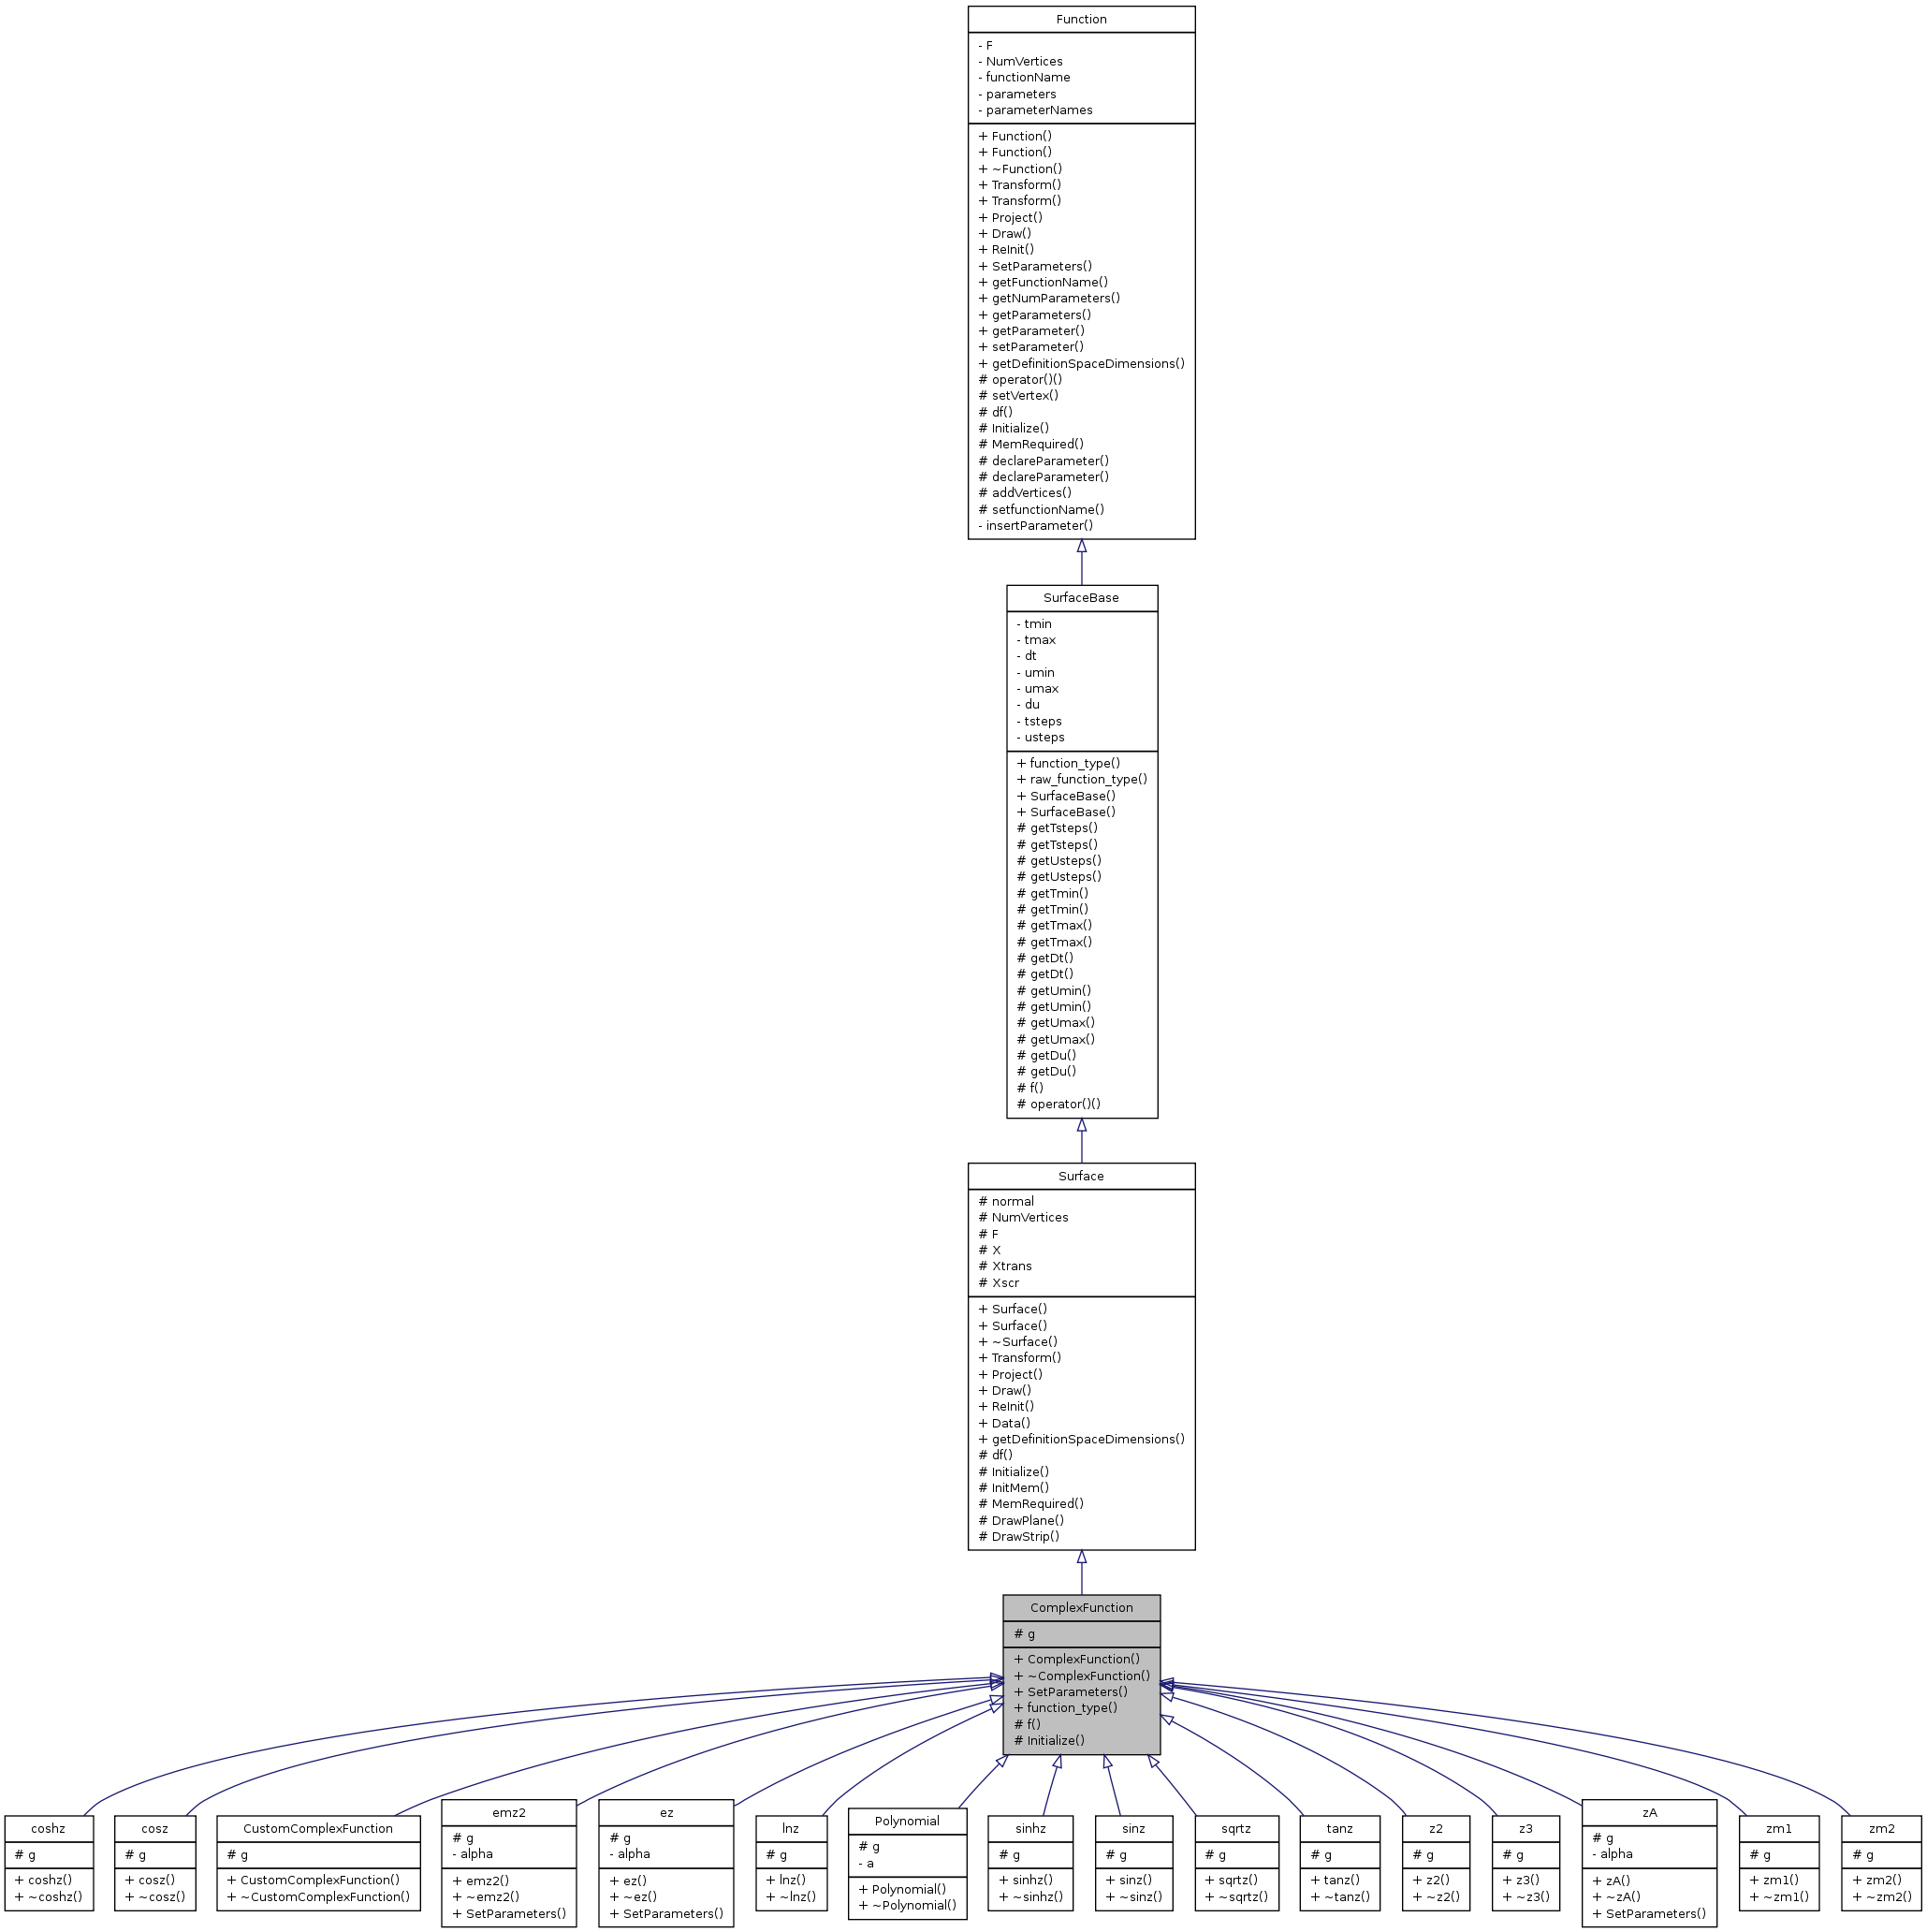 Function
- F
- NumVertices
- functionName
- parameters
- parameterNames
+ Function()
+ Function()
+ ~Function()
+ Transform()
+ Transform()
+ Project()
+ Draw()
+ ReInit()
+ SetParameters()
+ getFunctionName()
+ getNumParameters()
+ getParameters()
+ getParameter()
+ setParameter()
+ getDefinitionSpaceDimensions()
# operator()()
# setVertex()
# df()
# Initialize()
# MemRequired()
# declareParameter()
# declareParameter()
# addVertices()
# setfunctionName()
- insertParameter()
SurfaceBase
- tmin
- tmax
- dt
- umin
- umax
- du
- tsteps
- usteps
+ function_type()
+ raw_function_type()
+ SurfaceBase()
+ SurfaceBase()
# getTsteps()
# getTsteps()
# getUsteps()
# getUsteps()
# getTmin()
# getTmin()
# getTmax()
# getTmax()
# getDt()
# getDt()
# getUmin()
# getUmin()
# getUmax()
# getUmax()
# getDu()
# getDu()
# f()
# operator()()
Surface
# normal
# NumVertices
# F
# X
# Xtrans
# Xscr
+ Surface()
+ Surface()
+ ~Surface()
+ Transform()
+ Project()
+ Draw()
+ ReInit()
+ Data()
+ getDefinitionSpaceDimensions()
# df()
# Initialize()
# InitMem()
# MemRequired()
# DrawPlane()
# DrawStrip()
ComplexFunction
# g
+ ComplexFunction()
+ ~ComplexFunction()
+ SetParameters()
+ function_type()
# f()
# Initialize()
coshz
# g
+ coshz()
+ ~coshz()
cosz
# g
+ cosz()
+ ~cosz()
CustomComplexFunction
# g
+ CustomComplexFunction()
+ ~CustomComplexFunction()
emz2
# g
- alpha
+ emz2()
+ ~emz2()
+ SetParameters()
ez
# g
- alpha
+ ez()
+ ~ez()
+ SetParameters()
lnz
# g
+ lnz()
+ ~lnz()
Polynomial
# g
- a
+ Polynomial()
+ ~Polynomial()
sinhz
# g
+ sinhz()
+ ~sinhz()
sinz
# g
+ sinz()
+ ~sinz()
sqrtz
# g
+ sqrtz()
+ ~sqrtz()
tanz
# g
+ tanz()
+ ~tanz()
z2
# g
+ z2()
+ ~z2()
z3
# g
+ z3()
+ ~z3()
zA
# g
- alpha
+ zA()
+ ~zA()
+ SetParameters()
zm1
# g
+ zm1()
+ ~zm1()
zm2
# g
+ zm2()
+ ~zm2()